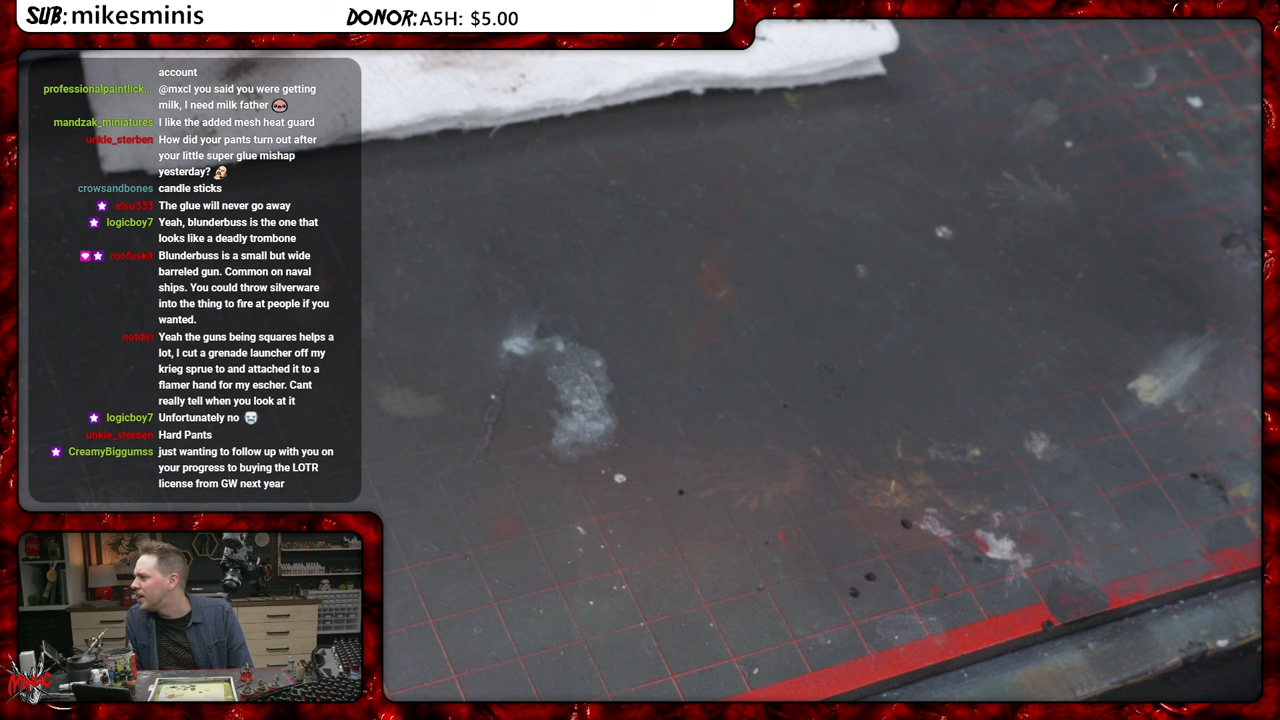 SUB: mikesminis DONOR: A5H: $5.00
account
professionalpaintlick... @mxcl you said you were getting
milk, I need milk father
mandzak_miniatures I like the added mesh heat guard
unkle_sterben How did your pants turn out after
your little super glue mishap
yesterday?
crowsandbones candle sticks
atsu333 The glue will never go away
logicboy7 Yeah, blunderbuss is the one that
looks like a deadly trombone
roofuskit Blunderbuss is a small but wide
barreled gun. Common on naval
ships. You could throw silverware
into the thing to fire at people if you
wanted.
notdiri Yeah the guns being squares helps a
lot, I cut a grenade launcher off my
krieg sprue to and attached it to a
flamer hand for my escher. Cant
really tell when you look at it
logicboy7 Unfortunately no
unkle_sterben Hard Pants
CreamyBiggumss just wanting to follow up with you on
your progress to buying the LOTR
license from GW next year